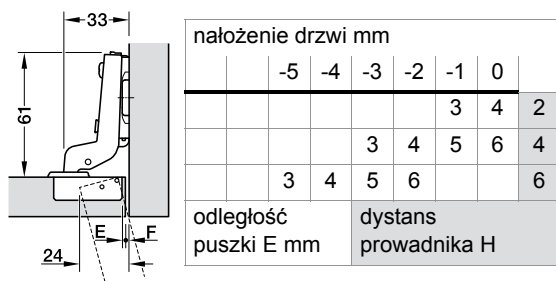 33
61
E
F
24
nałożenie drzwi mm
-5 -4 -3 -2 -1 0
3 4 2
3 4 5 6 4
3 4 5 6 6
odległość dystans
puszki E mm prowadnika H